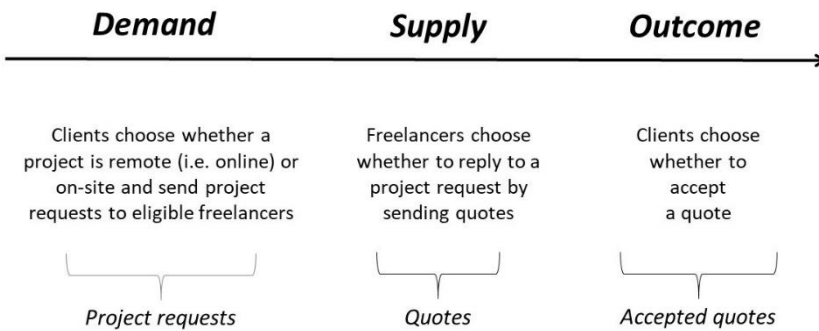 Demand
Supply
Outcome
Clients choose whether a
project is remote (i.e. online) or
on-site and send project
requests to eligible freelancers
Freelancers choose
whether to reply to a
project request by
sending quotes
Clients choose
whether to
accept
a quote
Project requests
Quotes
Accepted quotes